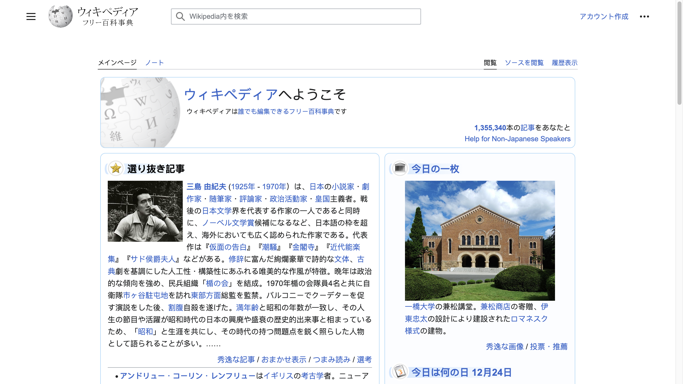 ウィキペディア
フリー百科事典
Wikipedia内を検索
アカウント作成
メインページ ノート
閲覧 ソースを閲覧 履歴表示
ウィキペディアへようこそ
ウィキペディアは誰でも編集できるフリー百科事典です
1,355,340本の記事をあなたと
Help for Non-Japanese Speakers
選り抜き記事
三島 由紀夫 (1925年 - 1970年）は、日本の小説家・劇
作家・随筆家・評論家・政治活動家・皇国主義者。戦
後の日本文学界を代表する作家の一人であると同時
に、ノーベル文学賞候補になるなど、日本語の枠を超
え、海外においても広く認められた作家である。代表
作は『仮面の告白』『潮騒』『金閣寺』『近代能楽
集』『サド侯爵夫人』などがある。修辞に富んだ絢爛豪華で詩的な文体、古
典劇を基調にした人工性・構築性にあふれる唯美的な作風が特徴。晩年は政治
的な傾向を強め、民兵組織「楯の会」を結成。1970年楯の会隊員4名と共に自
衛隊市ヶ谷駐屯地を訪れ東部方面総監を監禁。バルコニーでクーデターを促
す演説をした後、割腹自殺を遂げた。満年齢と昭和の年数が一致し、その人
生の節目や活躍が昭和時代の日本の興廃や盛衰の歴史的出来事と相まっている
ため、「昭和」と生涯を共にし、その時代の持つ問題点を鋭く照らした人物
として語られることが多い。……
秀逸な記事 / おまかせ表示 / つまみ読み / 選考
アンドリュー・コーリン・レンフリューはイギリスの考古学者。ニューア
今日の一枚
一橋大学の兼松講堂。兼松商店の寄贈、伊
東忠太の設計により建設されたロマネスク
様式の建物。
秀逸な画像 / 投票・推薦
今日は何の日 12月24日